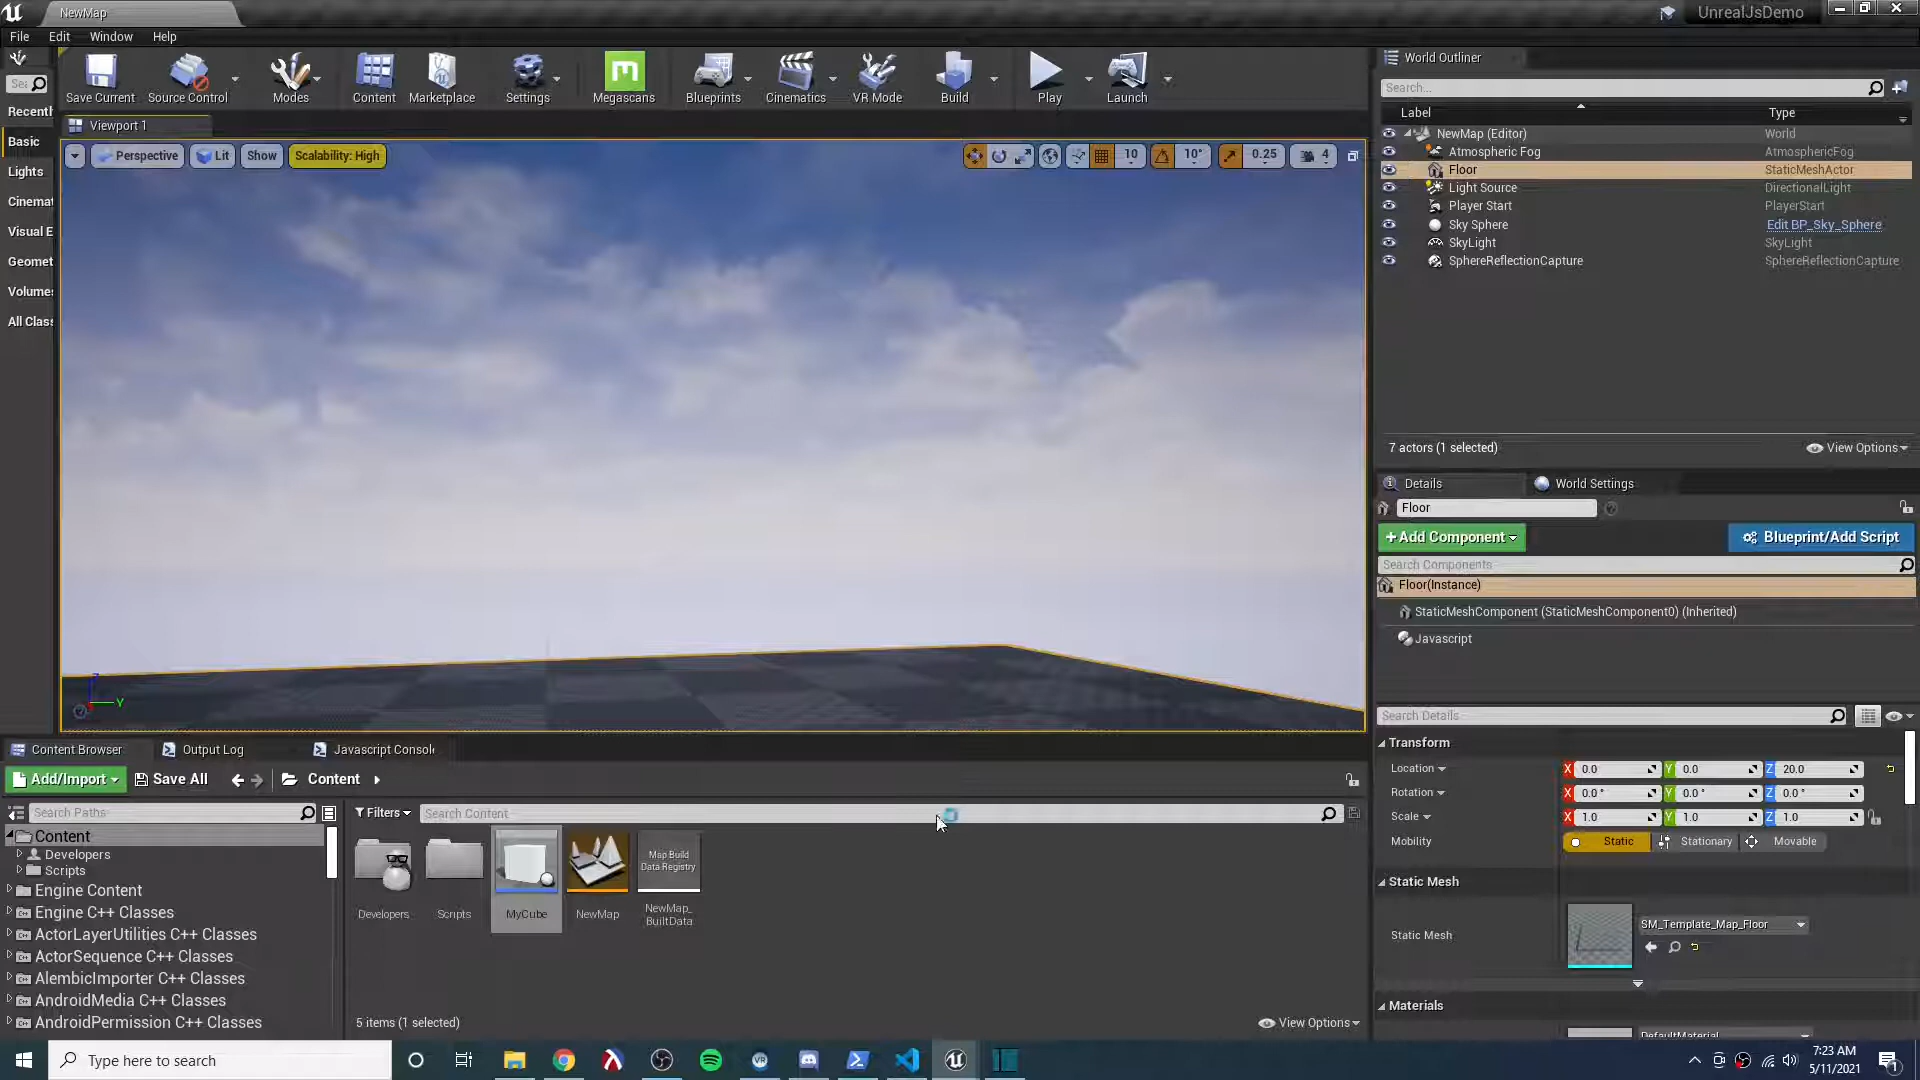 NewMap
UnrealJsDemo
File Edit Window Help
Save Current
Source Control
Modes
Content
Marketplace
Settings
Megascans
Blueprints
Cinematics
VR Mode
Build
Play
Launch
Viewport 1
Recent
Basic
Lights
Cinemat
Visual E
Geomet
Volume
All Class
Perspective Lit Show Scalability: High
10 10° 0.25 4
World Outliner
Search...
Label Type
NewMap (Editor) World
Atmospheric Fog AtmosphericFog
Floor StaticMeshActor
Light Source DirectionalLight
Player Start PlayerStart
Sky Sphere Edit BP_Sky_Sphere
SkyLight SkyLight
SphereReflectionCapture SphereReflectionCapture
7 actors (1 selected) View Options
Details World Settings
Floor
+Add Component Blueprint/Add Script
Search Components
Floor(Instance)
StaticMeshComponent (StaticMeshComponent0) (Inherited)
Javascript
Search Details
Transform
Location X 0.0 Y 0.0 Z 20.0
Rotation X 0.0° Y 0.0° Z 0.0°
Scale X 1.0 Y 1.0 Z 1.0
Mobility Static Stationary Movable
Static Mesh
Static Mesh SM_Template_Map_Floor
Materials
DefaultMaterial
Y
Content Browser Output Log Javascript Consol
Add/Import Save All Content
Search Paths
Filters Search Content
Content
Developers
Scripts
Engine Content
Engine C++ Classes
ActorLayerUtilities C++ Classes
ActorSequence C++ Classes
AlembicImporter C++ Classes
AndroidMedia C++ Classes
AndroidPermission C++ Classes
Developers
Scripts
MyCube
NewMap
Map Build
Data Registry
NewMap_
BuiltData
5 items (1 selected) View Options
Type here to search
7:23 AM
5/11/2021
1